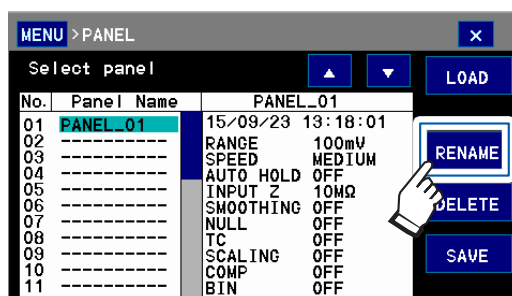 MENU > PANEL ×
Select panel ▲ ▼ LOAD
No. Panel Name PANEL_01
01 PANEL_01 15/09/23 13:18:01
02 ---------- RANGE 100mV
03 ---------- SPEED MEDIUM
04 ---------- AUTO HOLD OFF
05 ---------- INPUT Z 10MΩ
06 ---------- SMOOTHING OFF
07 ---------- NULL OFF
08 ---------- TC OFF
09 ---------- SCALING OFF
10 ---------- COMP OFF
11 ---------- BIN OFF
RENAME
DELETE
SAVE